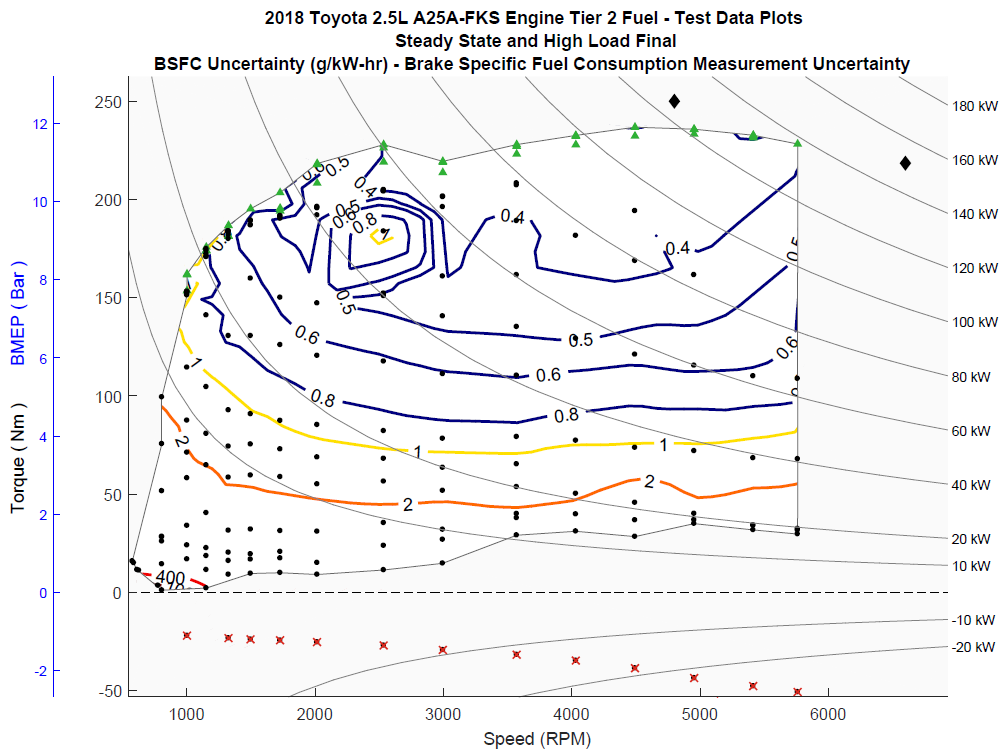 2018 Toyota 2.5L A25A-FKS Engine Tier 2 Fuel - Test Data Plots
Steady State and High Load Final
BSFC Uncertainty (g/kW-hr) - Brake Specific Fuel Consumption Measurement Uncertainty
250
200
150
100
50
0
-50
12
10
8
6
4
2
0
-2
BMEP ( Bar )
Torque ( Nm )
180 kW
160 kW
140 kW
120 kW
100 kW
80 kW
60 kW
40 kW
20 kW
10 kW
-10 kW
-20 kW
0.5
0.4
0.5
0.8
1
0.4
0.4
0.5
0.5
0.5
0.6
0.6
0.6
0.8
0.8
1
1
1
2
2
2
400
1000
2000
3000
4000
5000
6000
Speed (RPM)